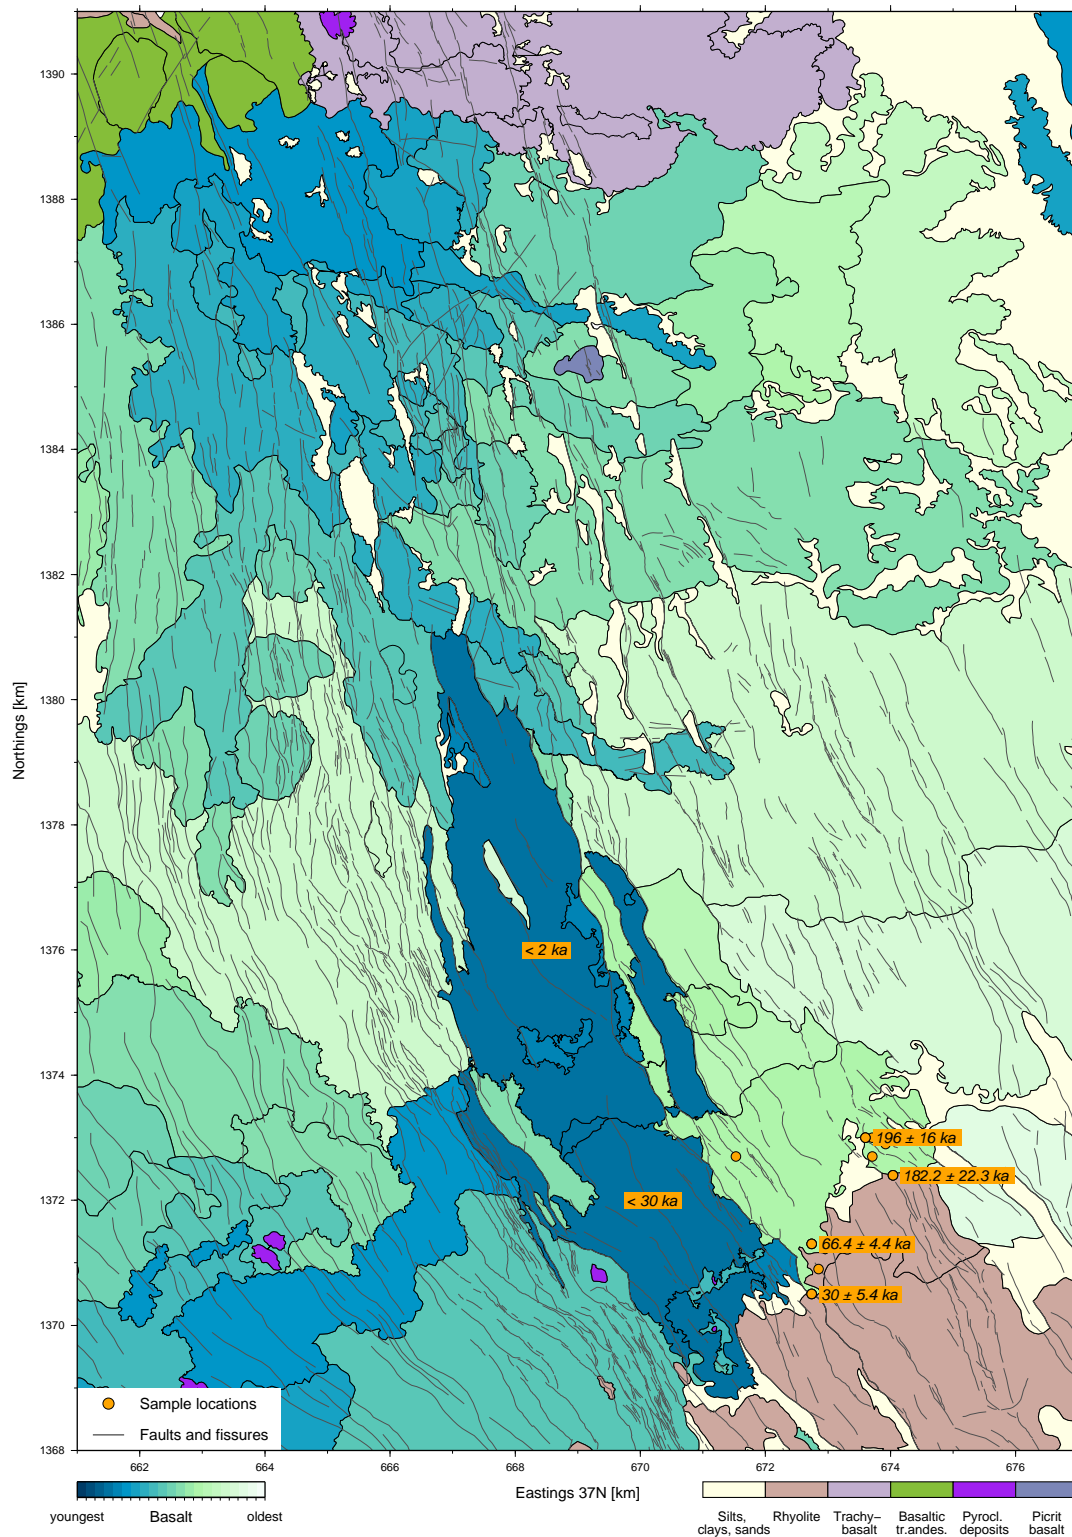 1390
1388
1386
1384
1382
1380
1378
1376
1374
1372
1370
1368
Northings [km]
< 2 ka
196 ± 16 ka
182.2 ± 22.3 ka
< 30 ka
66.4 ± 4.4 ka
30 ± 5.4 ka
Sample locations
Faults and fissures
662
664
666
668
670
672
674
676
Eastings 37N [km]
youngest
Basalt
oldest
Silts,
clays, sands
Rhyolite
Trachy–
basalt
Basaltic
tr.andes.
Pyrocl.
deposits
Picrit
basalt